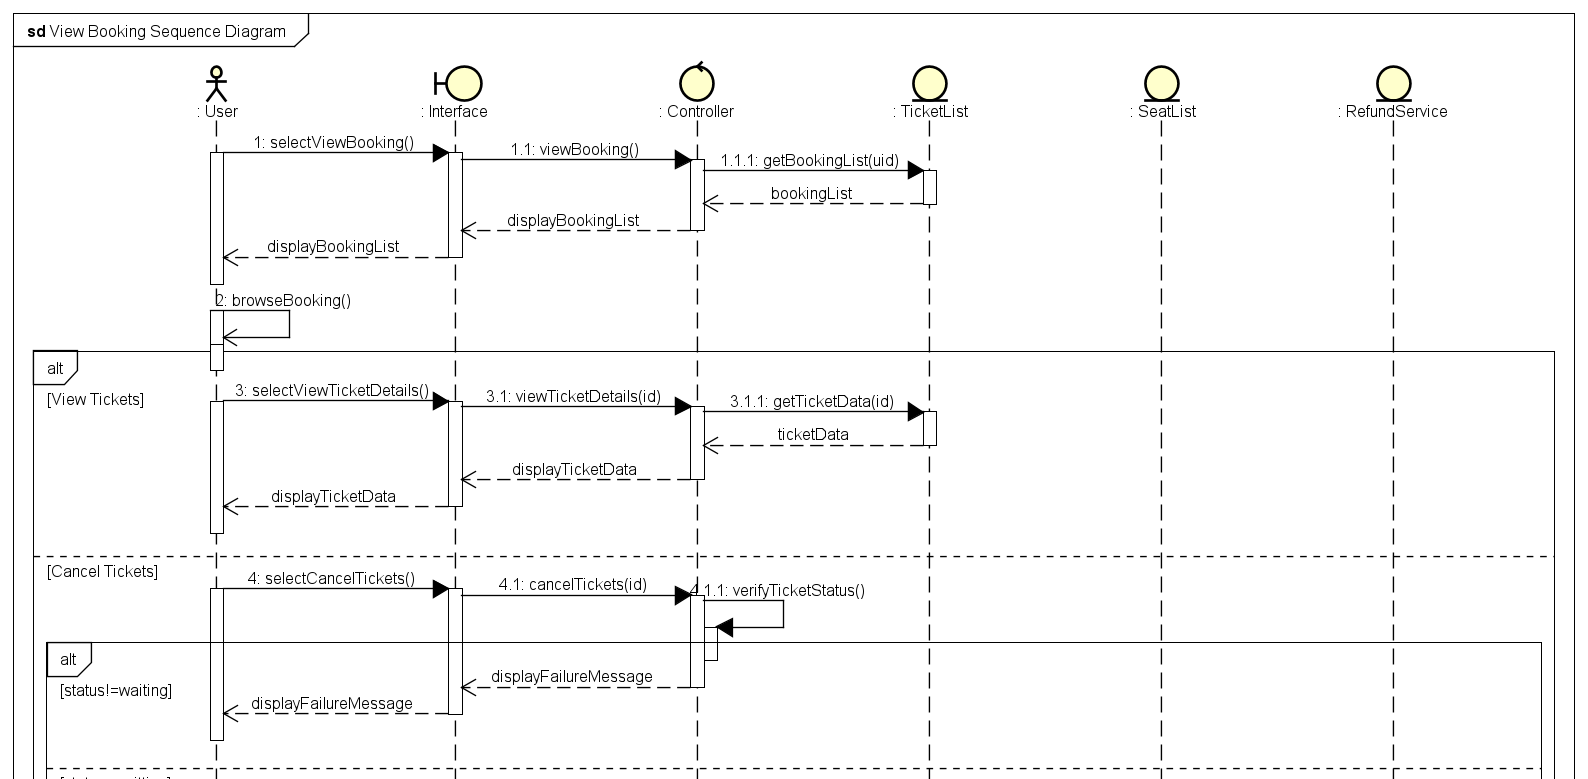 sd View Booking Sequence Diagram
: User
: Interface
: Controller
: TicketList
: SeatList
: RefundService
1: selectViewBooking()
1.1: viewBooking()
1.1.1: getBookingList(uid)
bookingList
displayBookingList
displayBookingList
2: browseBooking()
alt
[View Tickets]
3: selectViewTicketDetails()
3.1: viewTicketDetails(id)
3.1.1: getTicketData(id)
ticketData
displayTicketData
displayTicketData
[Cancel Tickets]
4: selectCancelTickets()
4.1: cancelTickets(id)
4.1.1: verifyTicketStatus()
alt
[status!=waiting]
displayFailureMessage
displayFailureMessage